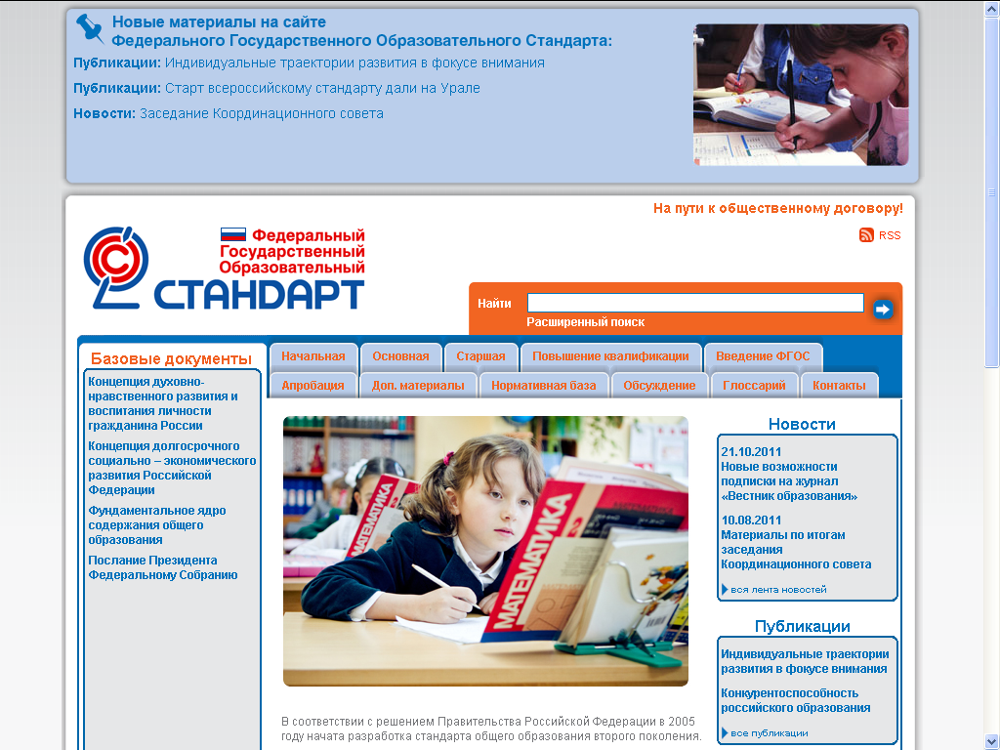 Новые материалы на сайте
Федерального Государственного Образовательного Стандарта:
Публикации: Индивидуальные траектории развития в фокусе внимания
Публикации: Старт всероссийскому стандарту дали на Урале
Новости: Заседание Координационного совета
На пути к общественному договору!
RSS
Федеральный
Государственный
Образовательный
СТАНДАРТ
Найти
Расширенный поиск
Базовые документы
Концепция духовно-
нравственного развития и
воспитания личности
гражданина России
Концепция долгосрочного
социально – экономического
развития Российской
Федерации
Фундаментальное ядро
содержания общего
образования
Послание Президента
Федеральному Собранию
Начальная Основная Старшая Повышение квалификации Введение ФГОС
Апробация Доп. материалы Нормативная база Обсуждение Глоссарий Контакты
МАТЕМАТИКА
МАТЕМАТИКА
В соответствии с решением Правительства Российской Федерации в 2005
году начата разработка стандарта общего образования второго поколения.
Новости
21.10.2011
Новые возможности
подписки на журнал
«Вестник образования»
10.08.2011
Материалы по итогам
заседания
Координационного совета
вся лента новостей
Публикации
Индивидуальные траектории
развития в фокусе внимания
Конкурентоспособность
российского образования
все публикации